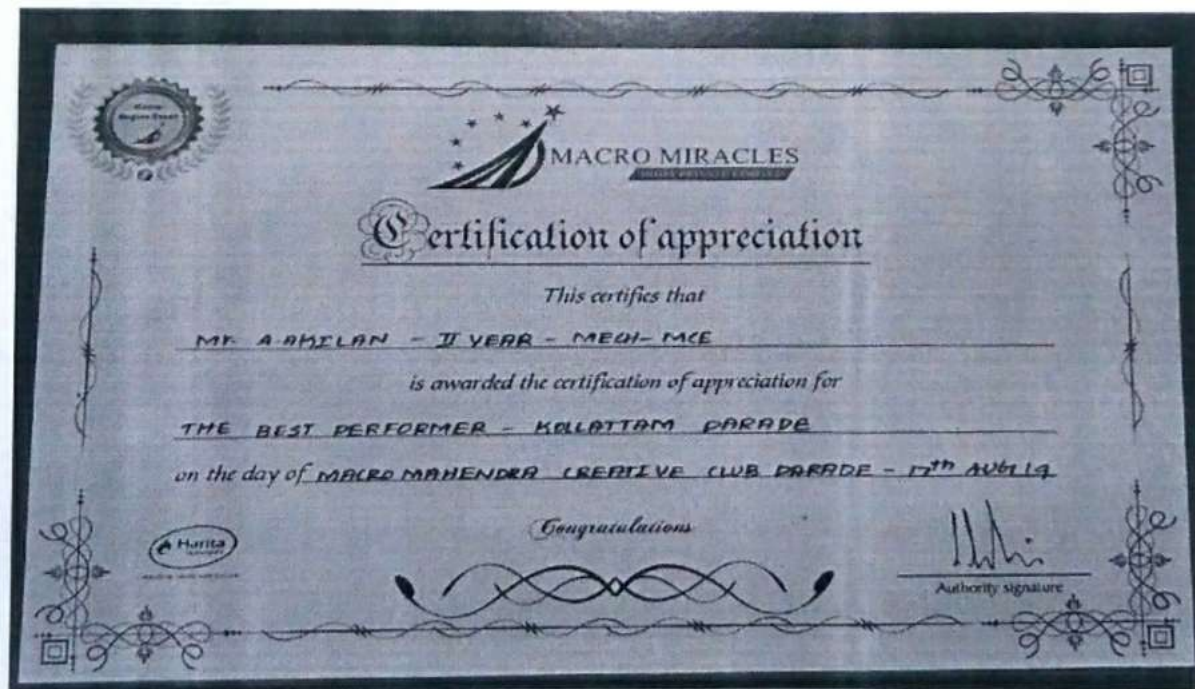 MACRO MIRACLES
Certification of appreciation
This certifies that
Mr. A. AKILAN - II YEAR - MECH - MCE
is awarded the certification of appreciation for
THE BEST PERFORMER - KOLLATTAM PARADE
on the day of MACRO MAHENDRA CREATIVE CLUB PARADE - 17th AUG 19
Congratulations
Harita
Authority signature